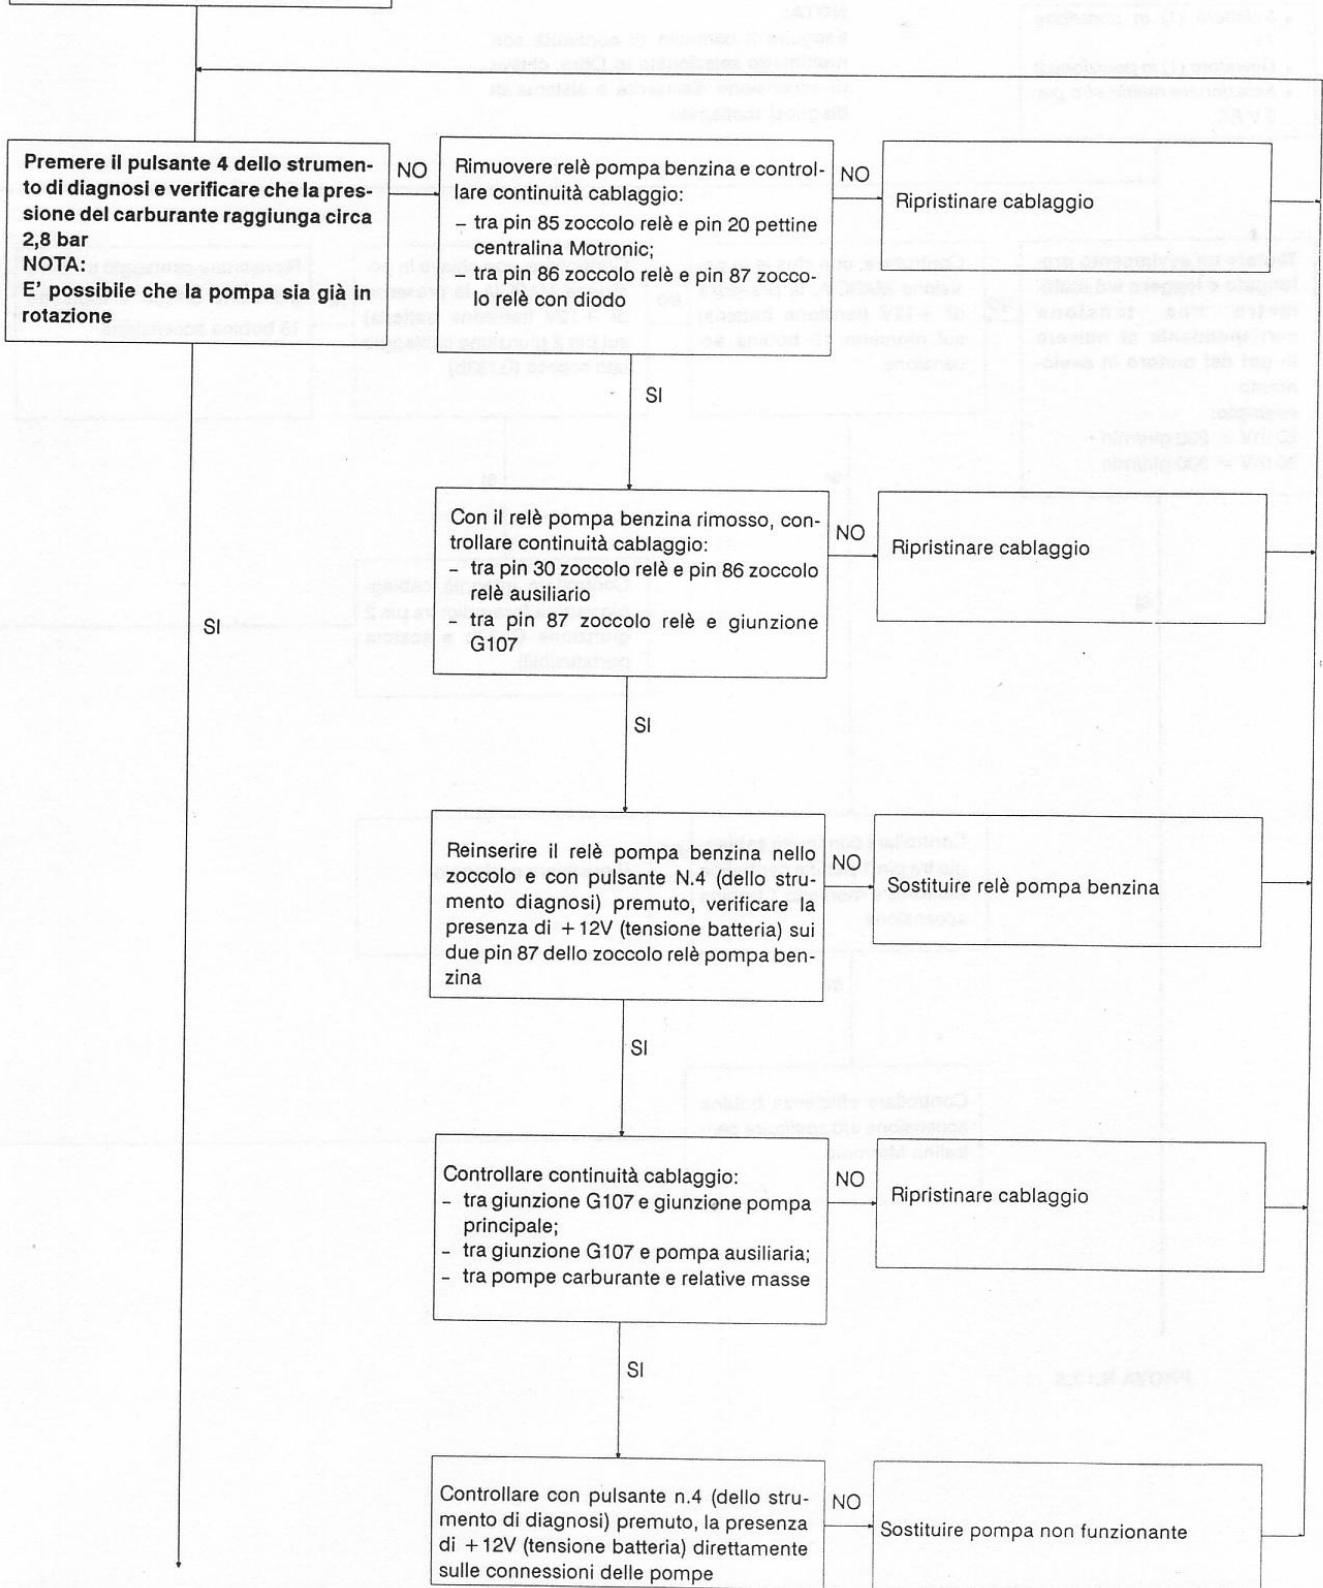 Premere il pulsante 4 dello strumen-
to di diagnosi e verificare che la pres-
sione del carburante raggiunga circa
2,8 bar
NOTA:
E' possibile che la pompa sia già in
rotazione
NO
Rimuovere relè pompa benzina e control-
lare continuità cablaggio:
– tra pin 85 zoccolo relè e pin 20 pettine
centralina Motronic;
– tra pin 86 zoccolo relè e pin 87 zocco-
lo relè con diodo
NO
Ripristinare cablaggio
SI
Con il relè pompa benzina rimosso, con-
trollare continuità cablaggio:
– tra pin 30 zoccolo relè e pin 86 zoccolo
relè ausiliario
– tra pin 87 zoccolo relè e giunzione
G107
NO
Ripristinare cablaggio
SI
SI
Reinserire il relè pompa benzina nello
zoccolo e con pulsante N.4 (dello stru-
mento diagnosi) premuto, verificare la
presenza di +12V (tensione batteria) sui
due pin 87 dello zoccolo relè pompa ben-
zina
NO
Sostituire relè pompa benzina
SI
Controllare continuità cablaggio:
– tra giunzione G107 e giunzione pompa
principale;
– tra giunzione G107 e pompa ausiliaria;
– tra pompe carburante e relative masse
NO
Ripristinare cablaggio
SI
Controllare con pulsante n.4 (dello stru-
mento di diagnosi) premuto, la presenza
di +12V (tensione batteria) direttamente
sulle connessioni delle pompe
NO
Sostituire pompa non funzionante